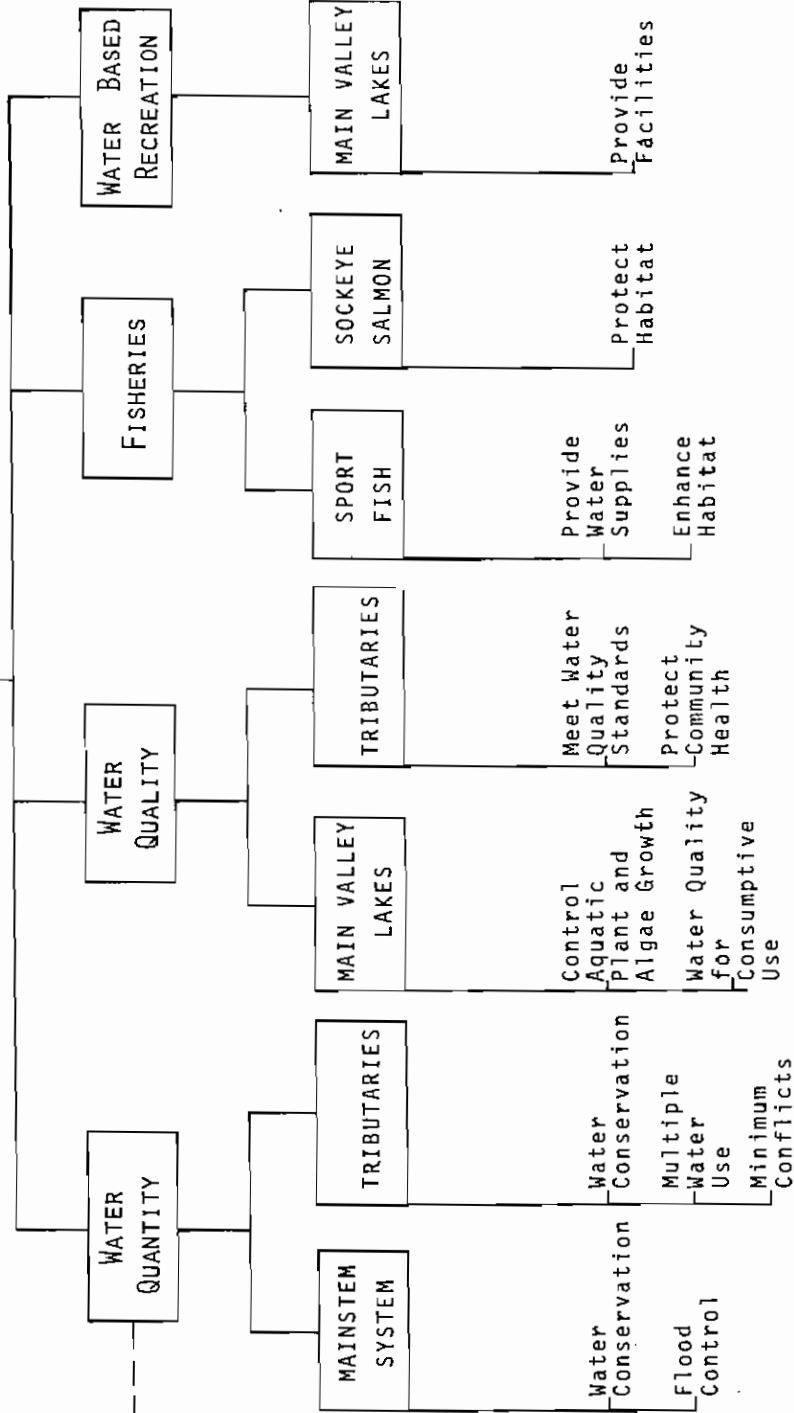 WATER
QUANTITY
WATER
QUALITY
FISHERIES
WATER BASED
RECREATION
MAINSTEM
SYSTEM
TRIBUTARIES
MAIN VALLEY
LAKES
TRIBUTARIES
SPORT
FISH
SOCKEYE
SALMON
MAIN VALLEY
LAKES
Water
Conservation
Flood
Control
Water
Conservation
Multiple
Water
Use
Minimum
Conflicts
Control
Aquatic
Plant and
Algae Growth
Water Quality
for
Consumptive
Use
Meet Water
Quality
Standards
Protect
Community
Health
Provide
Water
Supplies
Enhance
Habitat
Protect
Habitat
Provide
Facilities